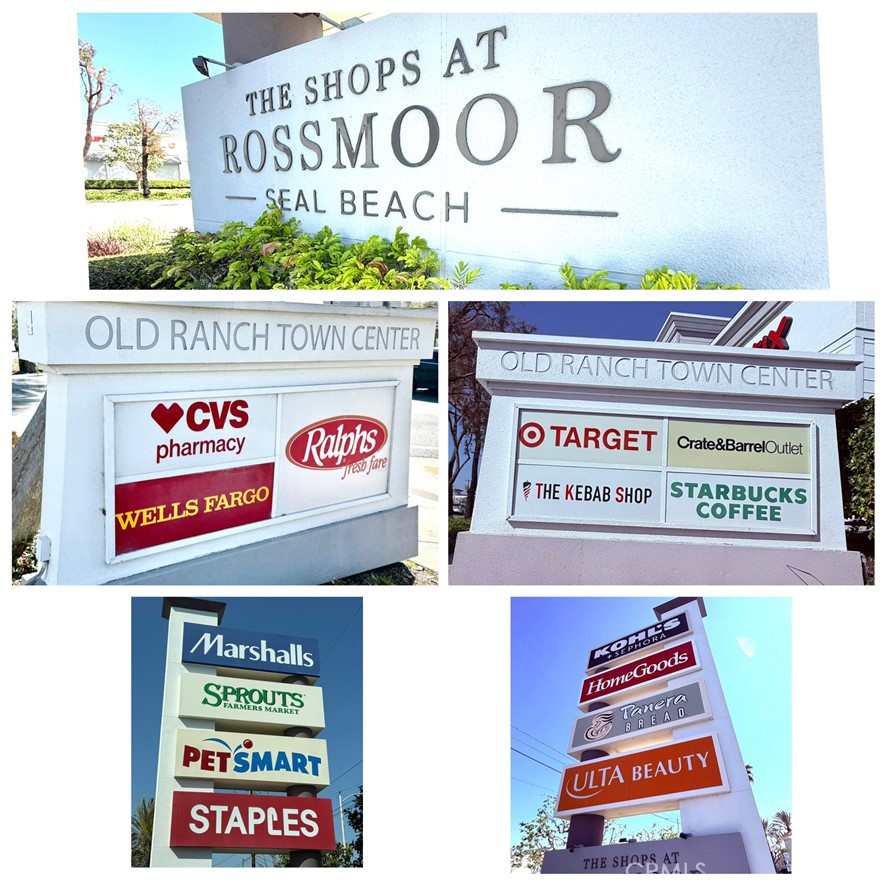 THE SHOPS AT
ROSSMOOR
SEAL BEACH
OLD RANCH TOWN CENTER
CVS
pharmacy
WELLS FARGO
Ralphs
fresh fare
OLD RANCH TOWN CENTER
TARGET
Crate&BarrelOutlet
THE KEBAB SHOP
STARBUCKS
COFFEE
Marshalls
SPROUTS
FARMERS MARKET
PETSMART
STAPLES
KOHL'S
+ SEPHORA
HomeGoods
Panera
BREAD
ULTA BEAUTY
THE SHOPS AT
CRMLS